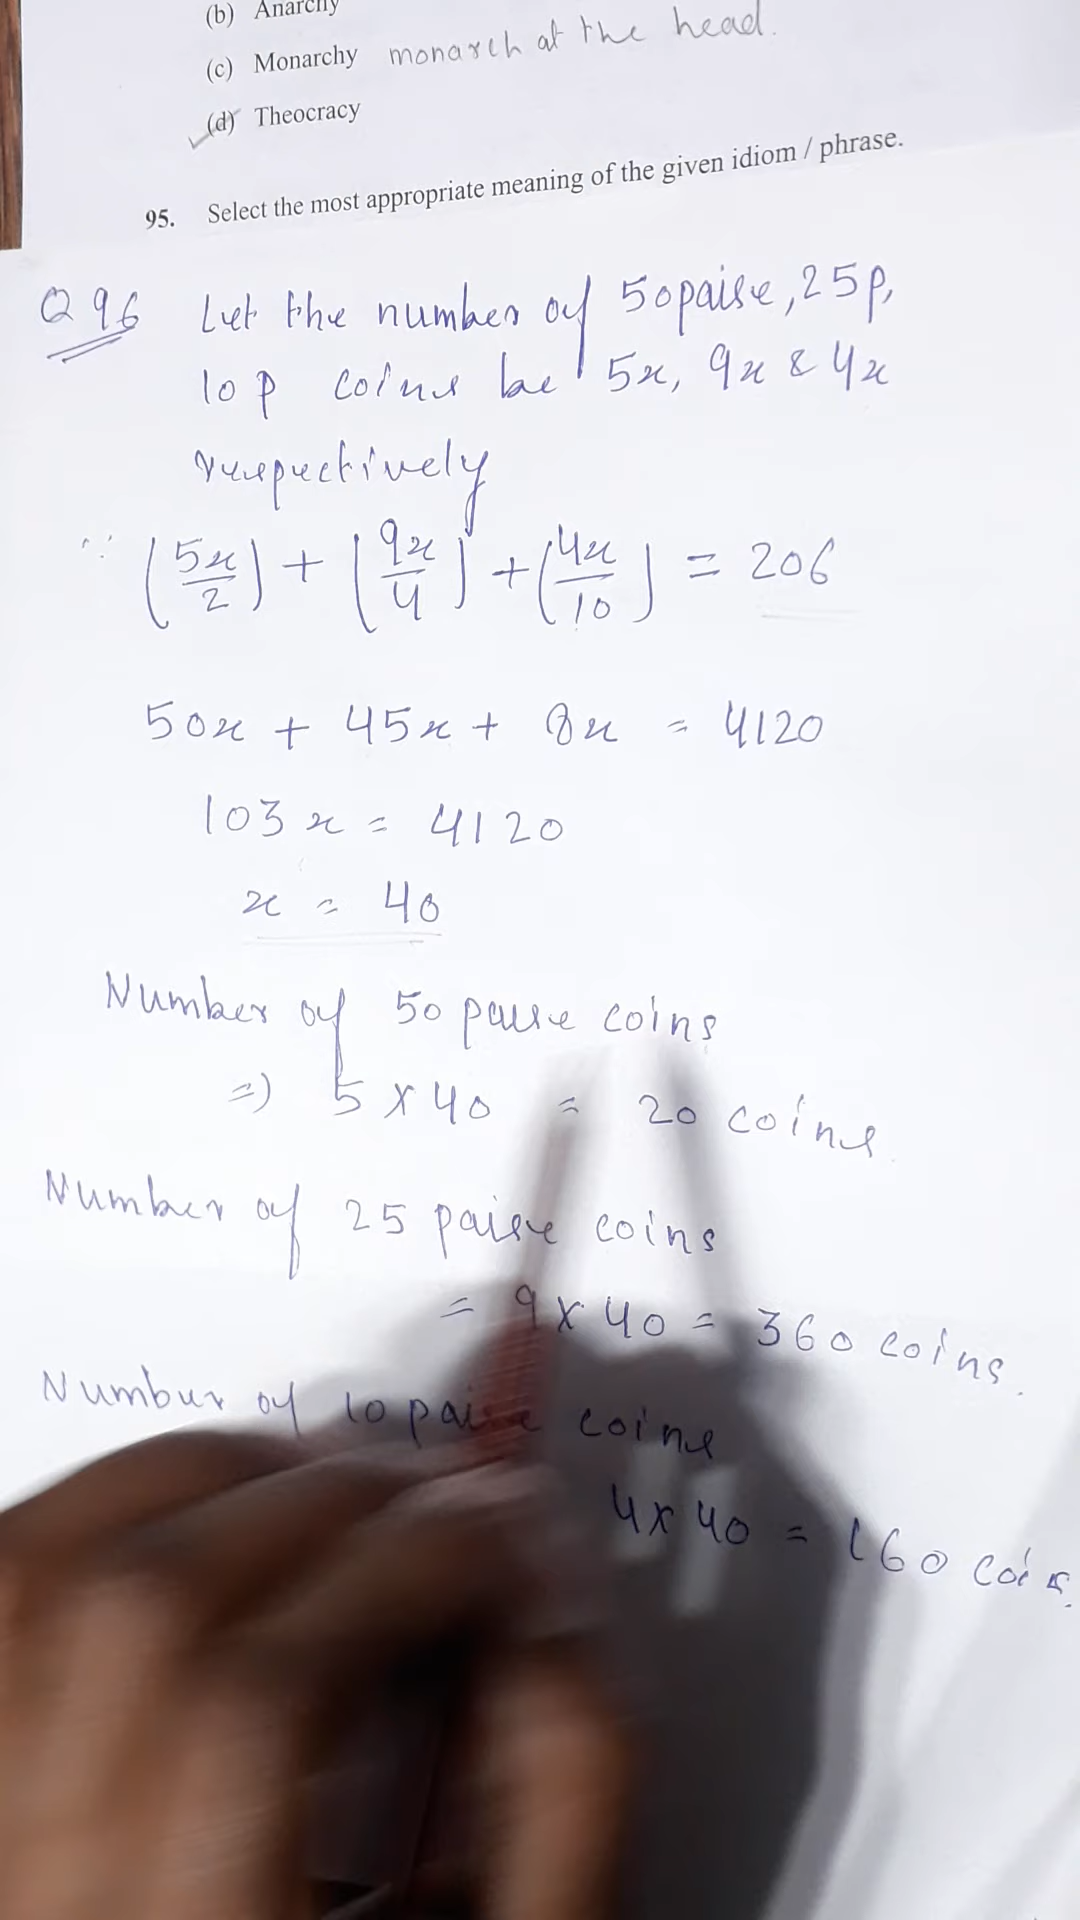 (b) Anarchy
(c) Monarchy monarch at the head.
(d) Theocracy
95. Select the most appropriate meaning of the given idiom / phrase.
Q 96 Let the number of 50paise, 25p,
10 p coins be 5x, 9x & 4x
respectively
∵ (5x/2) + (9x/4) + (4x/10) = 206
50x + 45x + 8x = 4120
103x = 4120
x = 40
Number of 50 paise coins
=) 5 x 40 = 20 coins
Number of 25 paise coins
= 9 x 40 = 360 coins.
Number of 10 paise coins
4 x 40 = 160 coins.